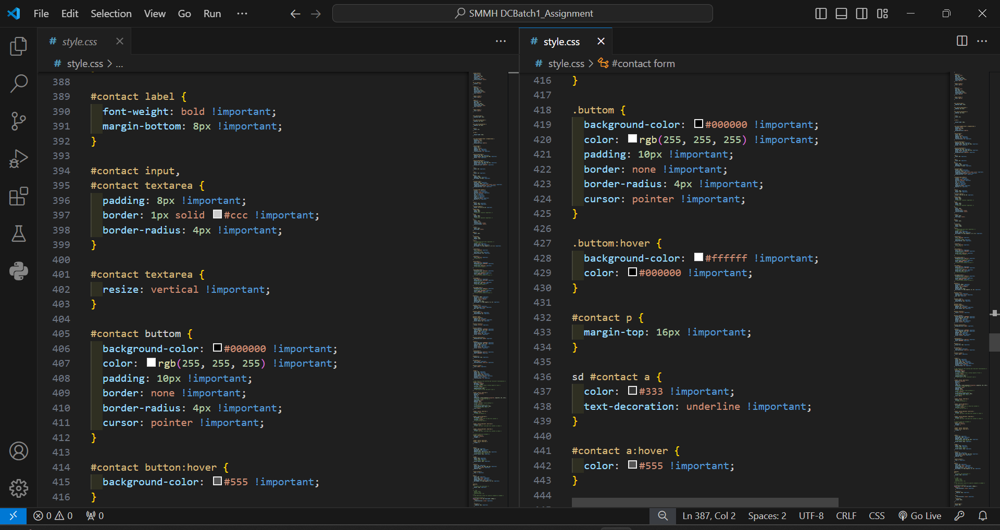 File Edit Selection View Go Run ···
SMMH DCBatch1_Assignment
# style.css
# style.css > ...
388
389 #contact label {
390 font-weight: bold !important;
391 margin-bottom: 8px !important;
392 }
393
394 #contact input,
395 #contact textarea {
396 padding: 8px !important;
397 border: 1px solid #ccc !important;
398 border-radius: 4px !important;
399 }
400
401 #contact textarea {
402 resize: vertical !important;
403 }
404
405 #contact buttom {
406 background-color: #000000 !important;
407 color: rgb(255, 255, 255) !important;
408 padding: 10px !important;
409 border: none !important;
410 border-radius: 4px !important;
411 cursor: pointer !important;
412 }
413
414 #contact button:hover {
415 background-color: #555 !important;
416 }
# style.css
# style.css > #contact form
416 }
417
418 .buttom {
419 background-color: #000000 !important;
420 color: rgb(255, 255, 255) !important;
421 padding: 10px !important;
422 border: none !important;
423 border-radius: 4px !important;
424 cursor: pointer !important;
425 }
426
427 .buttom:hover {
428 background-color: #ffffff !important;
429 color: #000000 !important;
430 }
431
432 #contact p {
433 margin-top: 16px !important;
434 }
435
436 sd #contact a {
437 color: #333 !important;
438 text-decoration: underline !important;
439 }
440
441 #contact a:hover {
442 color: #555 !important;
443 }
444
0 0 0
Ln 387, Col 2 Spaces: 2 UTF-8 CRLF CSS Go Live